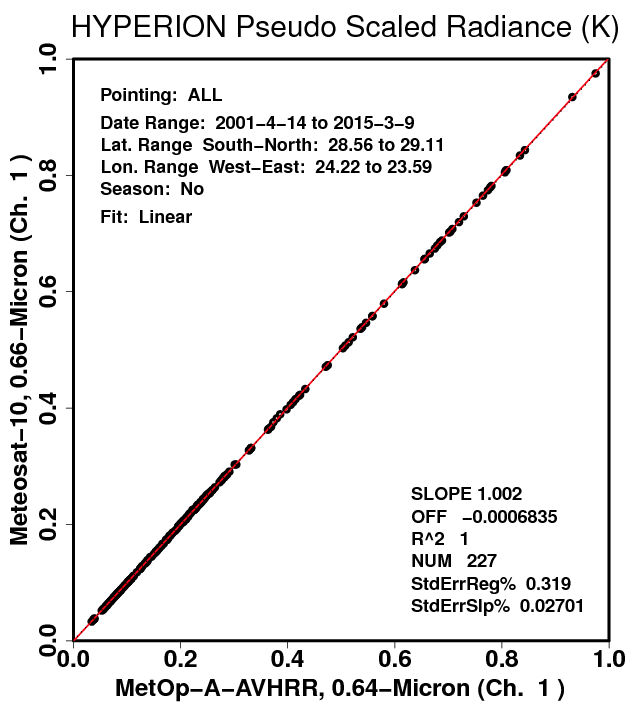 HYPERION Pseudo Scaled Radiance (K)
1.0
Pointing: ALL
Date Range: 2001−4−14 to 2015−3−9
Lat. Range South−North: 28.56 to 29.11
Lon. Range West−East: 24.22 to 23.59
Season: No
Fit: Linear
0.8
0.6
0.4
0.2
0.0
Meteosat−10, 0.66−Micron (Ch. 1 )
SLOPE 1.002
OFF −0.0006835
R^2 1
NUM 227
StdErrReg% 0.319
StdErrSlp% 0.02701
0.0 0.2 0.4 0.6 0.8 1.0
MetOp−A−AVHRR, 0.64−Micron (Ch. 1 )